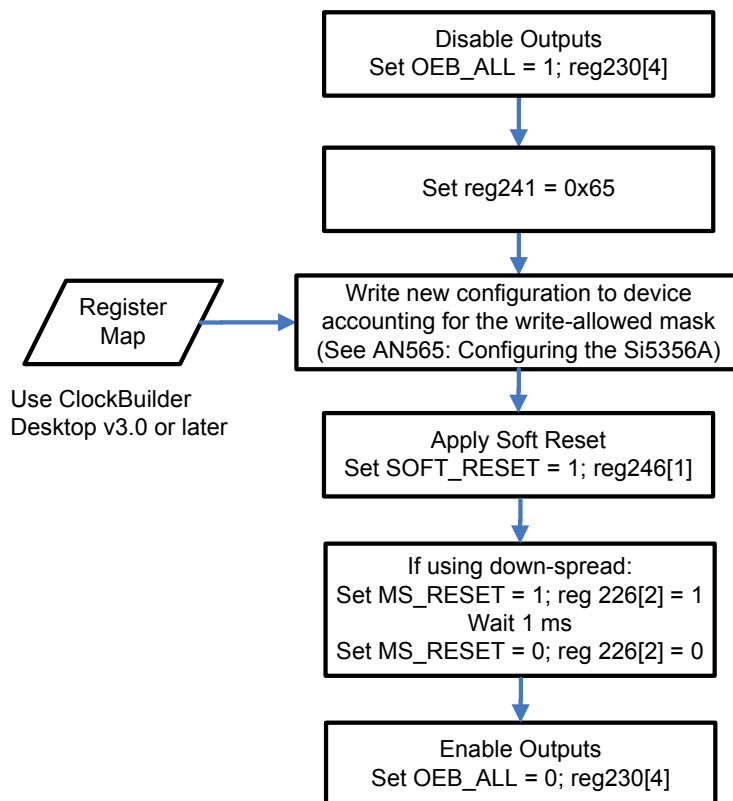 Disable Outputs
Set OEB_ALL = 1; reg230[4]
Set reg241 = 0x65
Register
Map
Write new configuration to device
accounting for the write-allowed mask
(See AN565: Configuring the Si5356A)
Use ClockBuilder
Desktop v3.0 or later
Apply Soft Reset
Set SOFT_RESET = 1; reg246[1]
If using down-spread:
Set MS_RESET = 1; reg 226[2] = 1
Wait 1 ms
Set MS_RESET = 0; reg 226[2] = 0
Enable Outputs
Set OEB_ALL = 0; reg230[4]